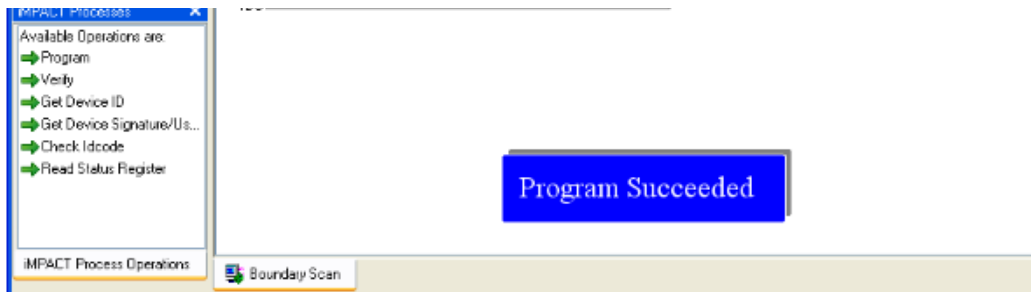 iMPACT Processes
Available Operations are:
Program
Verify
Get Device ID
Get Device Signature/Us...
Check Idcode
Read Status Register
iMPACT Process Operations
Program Succeeded
Boundary Scan